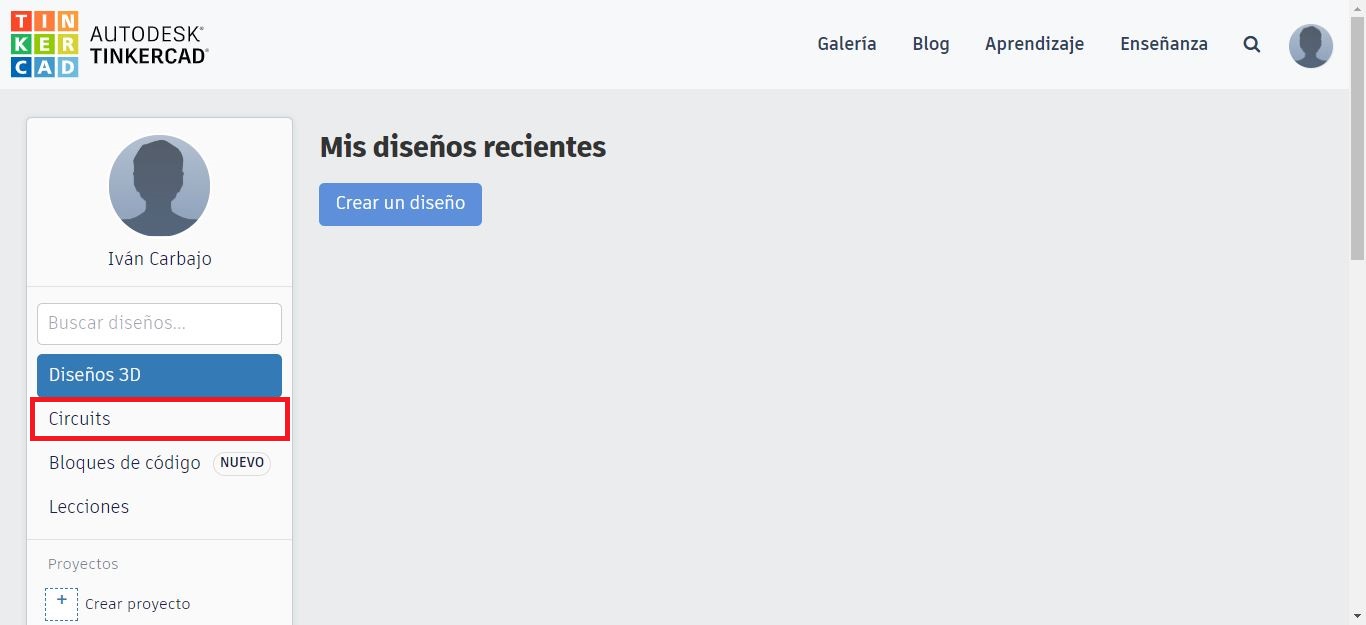 TIN
KER
CAD
AUTODESK®
TINKERCAD®
Galería Blog Aprendizaje Enseñanza
Iván Carbajo
Buscar diseños...
Diseños 3D
Circuits
Bloques de código NUEVO
Lecciones
Proyectos
+ Crear proyecto
Mis diseños recientes
Crear un diseño